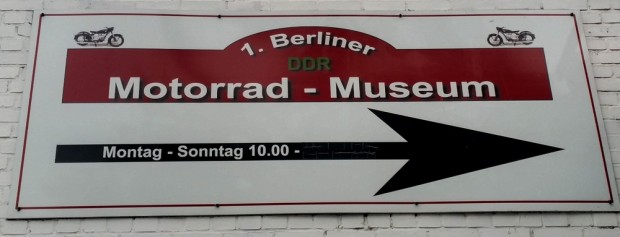 1. Berliner
DDR
Motorrad - Museum
Montag - Sonntag 10.00 -